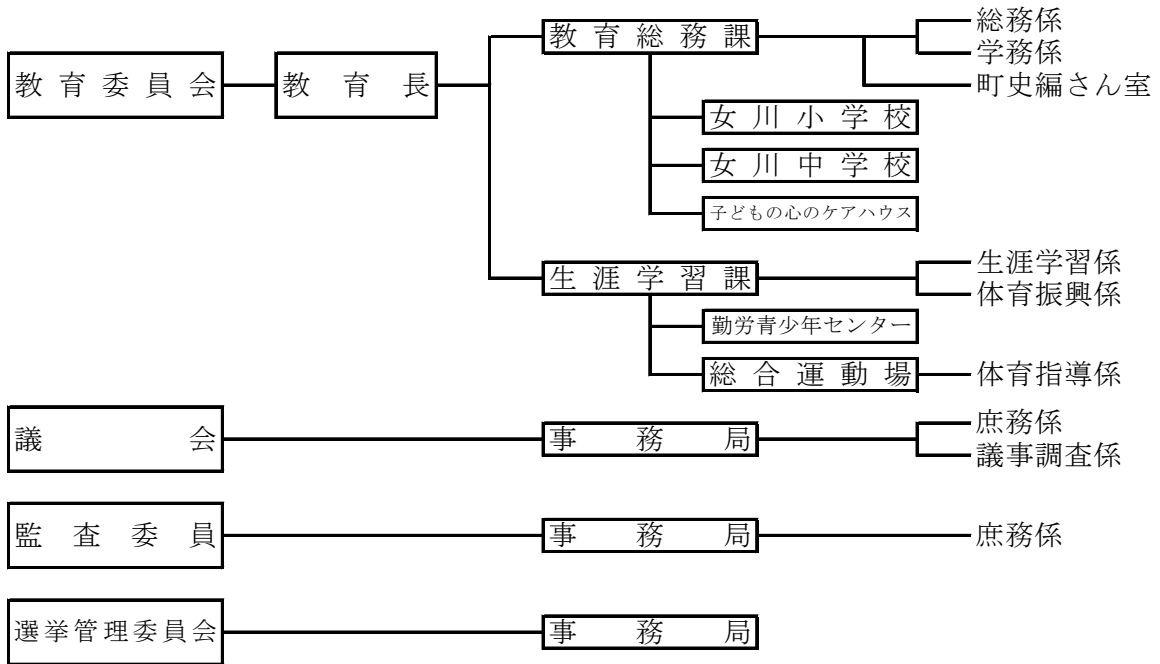 総務係
教育総務課
学務係
教育委員会
教育長
町史編さん室
女川小学校
女川中学校
子どもの心のケアハウス
生涯学習係
生涯学習課
体育振興係
勤労青少年センター
総合運動場
体育指導係
議会
事務局
庶務係
議事調査係
監査委員
事務局
庶務係
選挙管理委員会
事務局